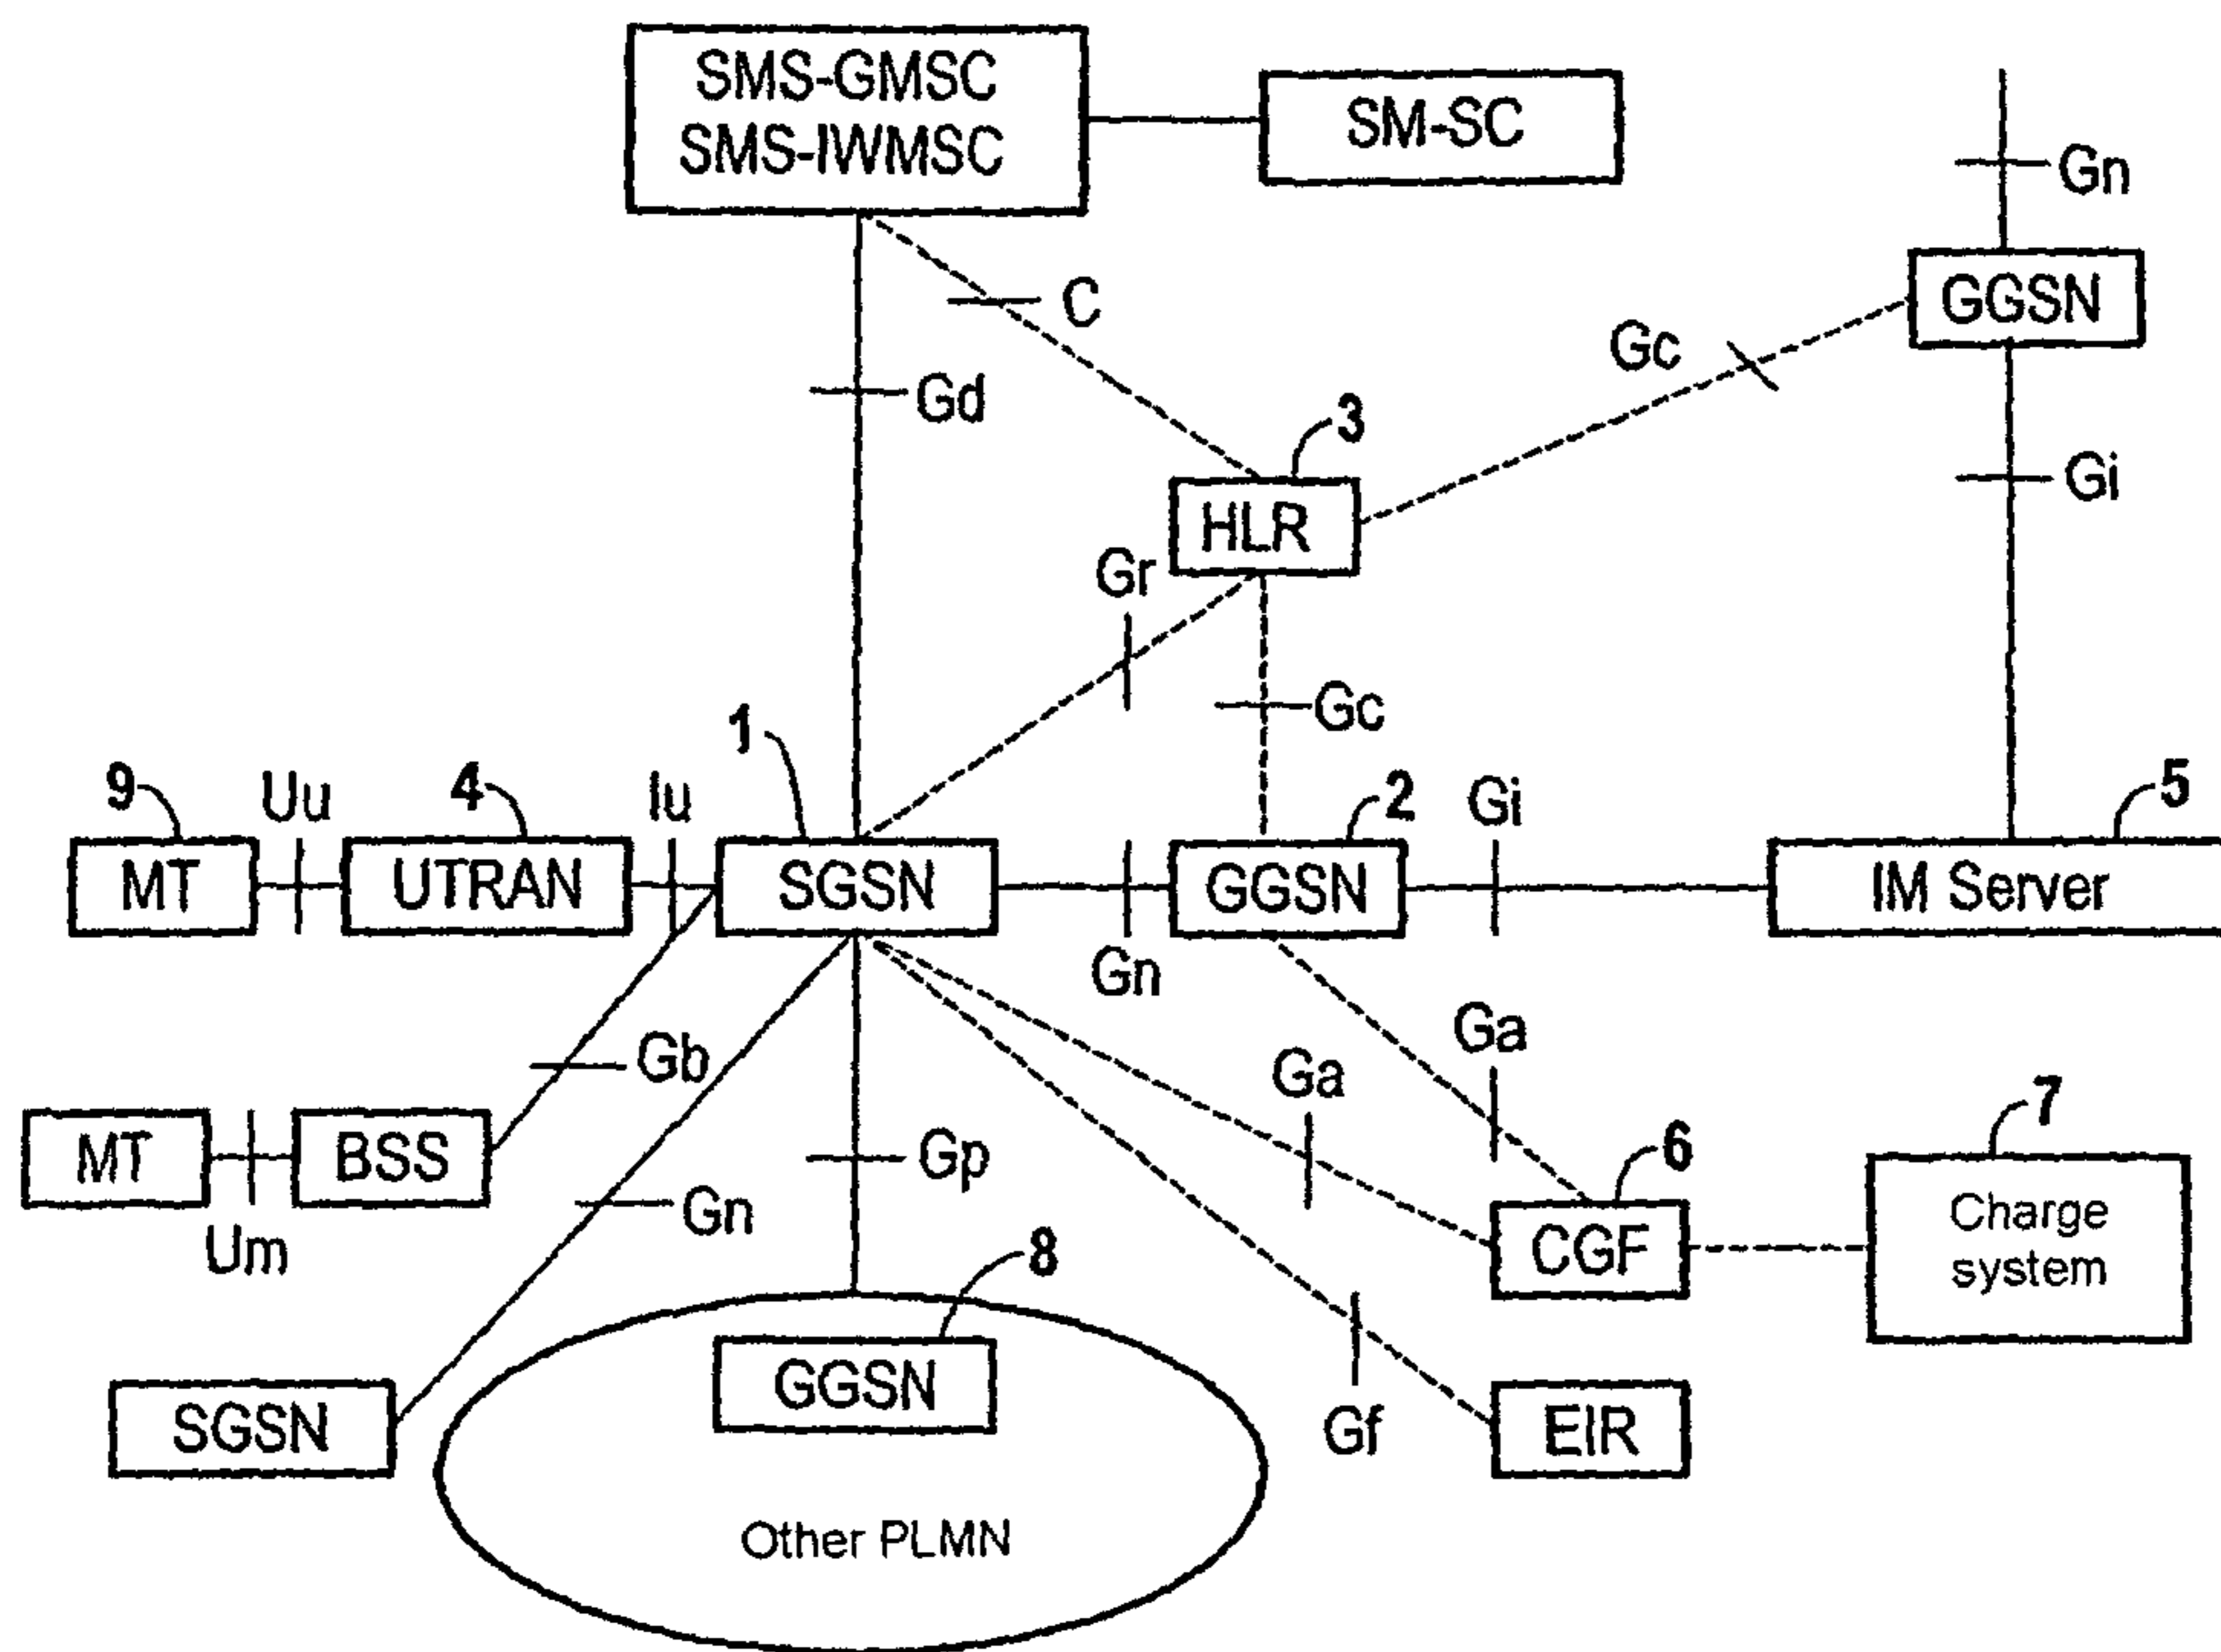 SMS-GMSC
SMS-IWMSC
SM-SC
Gn
GGSN
C
Gc
Gd
3
Gi
HLR
Gr
Gc
1
9
Uu
4
Iu
2
Gi
5
MT
UTRAN
SGSN
GGSN
IM Server
Gn
Ga
Gb
Ga
7
6
MT
BSS
Gp
Gn
Um
8
CGF
Charge
system
GGSN
SGSN
Gf
EIR
Other PLMN